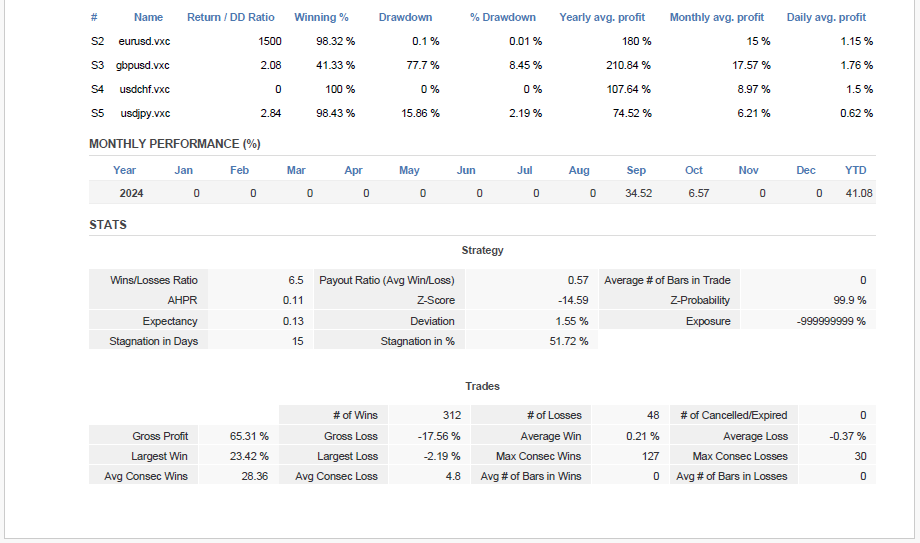 # Name Return / DD Ratio Winning % Drawdown % Drawdown Yearly avg. profit Monthly avg. profit Daily avg. profit
S2 eurusd.vxc 1500 98.32 % 0.1 % 0.01 % 180 % 15 % 1.15 %
S3 gbpusd.vxc 2.08 41.33 % 77.7 % 8.45 % 210.84 % 17.57 % 1.76 %
S4 usdchf.vxc 0 100 % 0 % 0 % 107.64 % 8.97 % 1.5 %
S5 usdjpy.vxc 2.84 98.43 % 15.86 % 2.19 % 74.52 % 6.21 % 0.62 %
MONTHLY PERFORMANCE (%)
Year Jan Feb Mar Apr May Jun Jul Aug Sep Oct Nov Dec YTD
2024 0 0 0 0 0 0 0 0 34.52 6.57 0 0 41.08
STATS
Strategy
Wins/Losses Ratio 6.5 Payout Ratio (Avg Win/Loss) 0.57 Average # of Bars in Trade 0
AHPR 0.11 Z-Score -14.59 Z-Probability 99.9 %
Expectancy 0.13 Deviation 1.55 % Exposure -999999999 %
Stagnation in Days 15 Stagnation in % 51.72 %
Trades
# of Wins 312 # of Losses 48 # of Cancelled/Expired 0
Gross Profit 65.31 % Gross Loss -17.56 % Average Win 0.21 % Average Loss -0.37 %
Largest Win 23.42 % Largest Loss -2.19 % Max Consec Wins 127 Max Consec Losses 30
Avg Consec Wins 28.36 Avg Consec Loss 4.8 Avg # of Bars in Wins 0 Avg # of Bars in Losses 0